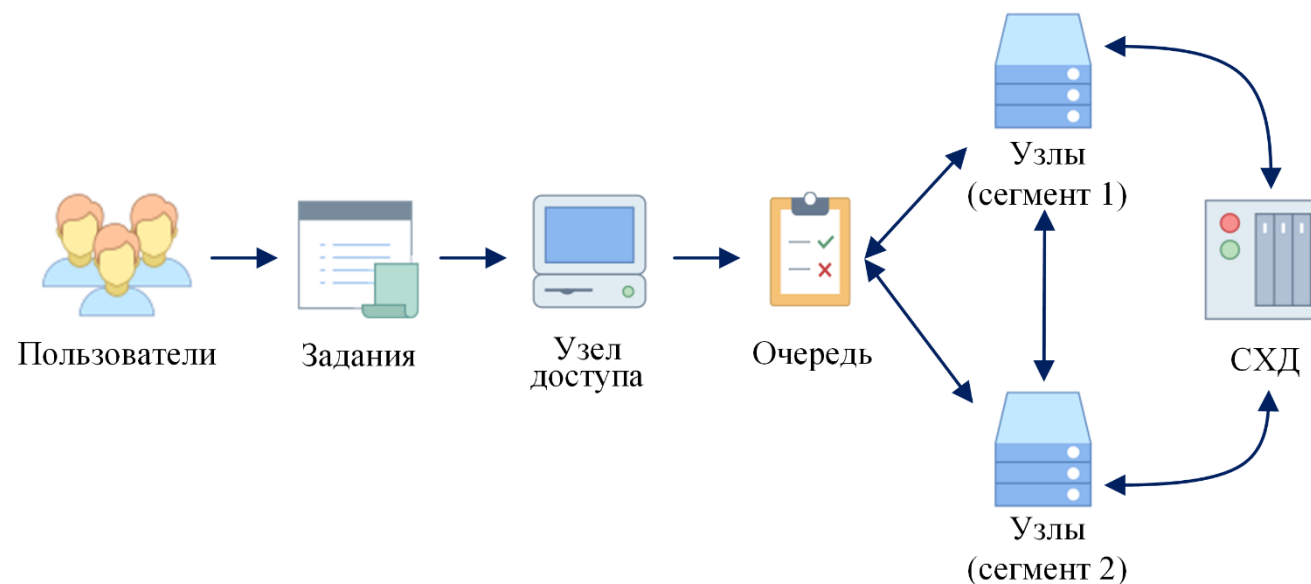 Пользователи
Задания
Узел
доступа
Очередь
Узлы
(сегмент 1)
СХД
Узлы
(сегмент 2)